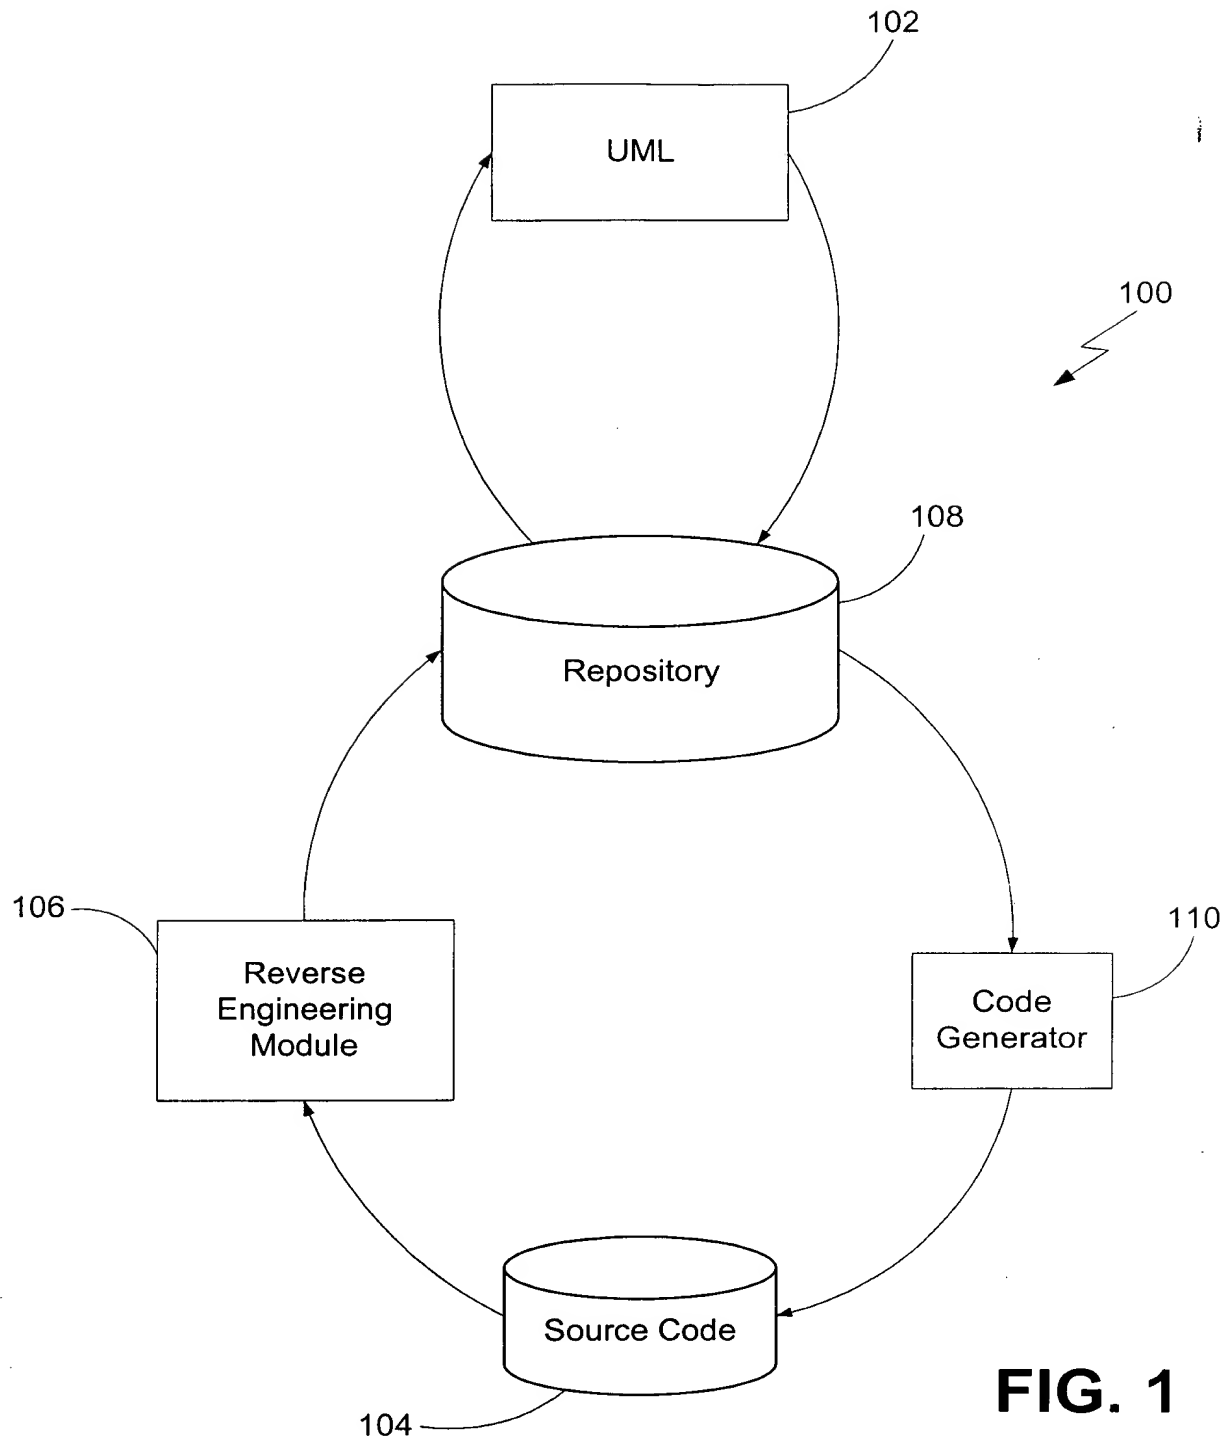 102
UML
100
108
Repository
106
Reverse
Engineering
Module
110
Code
Generator
Source Code
104
FIG. 1